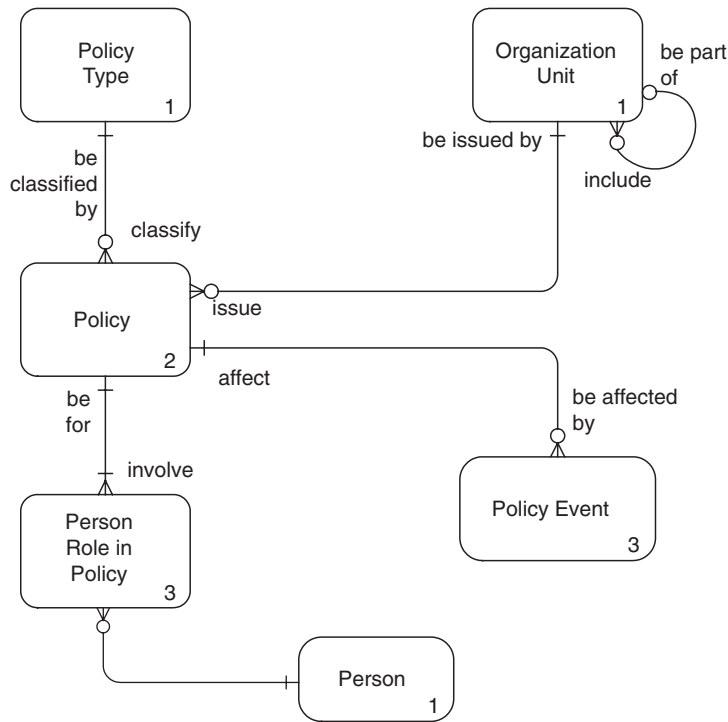 Policy
Type
1
Organization
Unit
1
be part
of
include
be issued by
be
classified
by
classify
Policy
2
issue
affect
be affected
by
be
for
involve
Policy Event
3
Person
Role in
Policy
3
Person
1